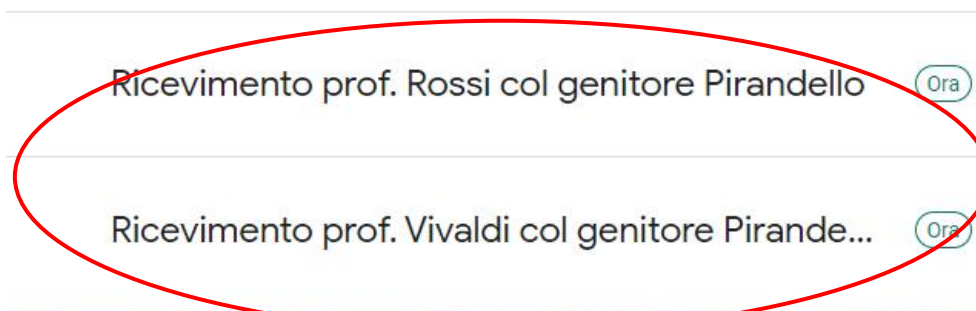 Ricevimento prof. Rossi col genitore Pirandello Ora
Ricevimento prof. Vivaldi col genitore Pirande... Ora